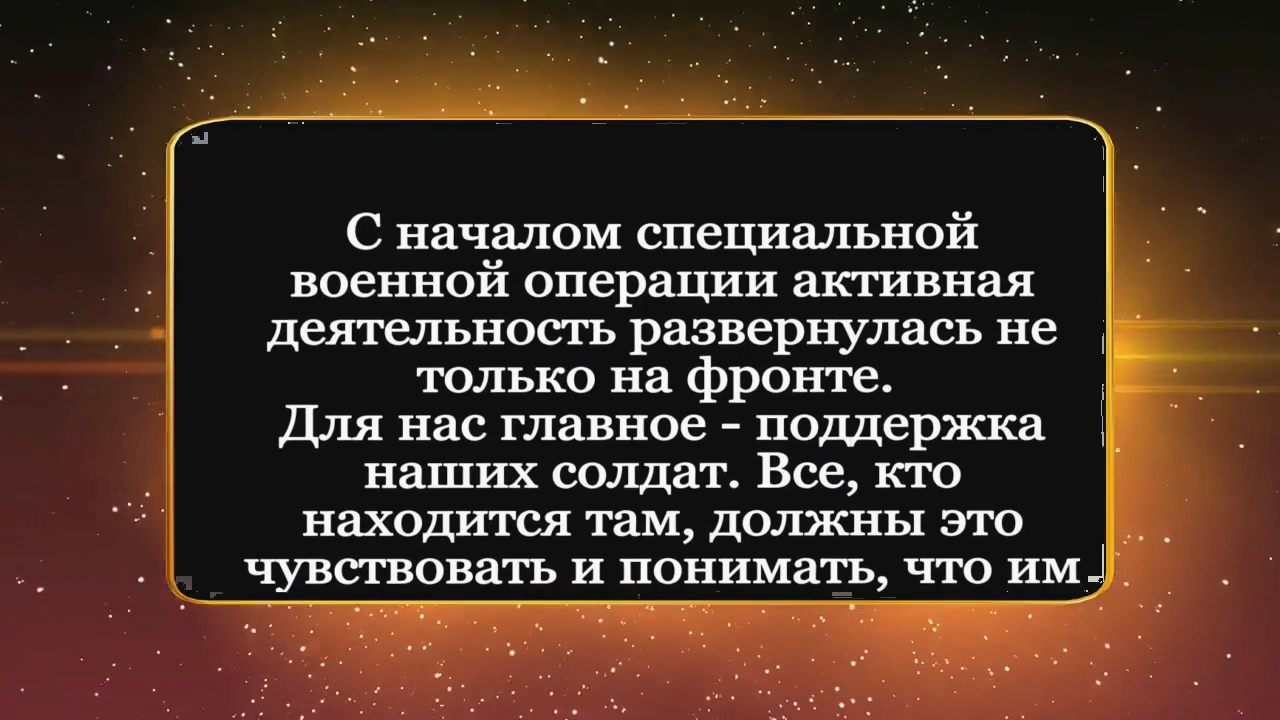 С началом специальной
военной операции активная
деятельность развернулась не
только на фронте.
Для нас главное - поддержка
наших солдат. Все, кто
находится там, должны это
чувствовать и понимать, что им